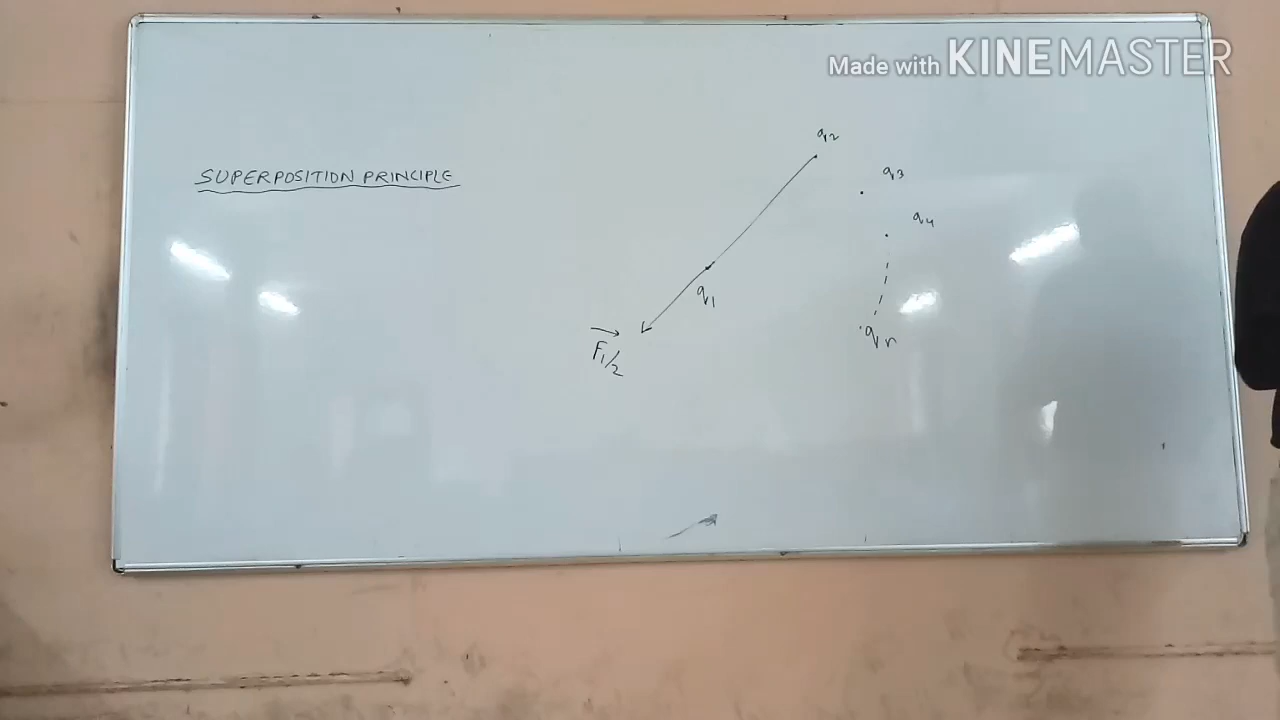 Made with KINEMASTER
q2
SUPERPOSITION PRINCIPLE
q3
q4
q1
qn
F1/2